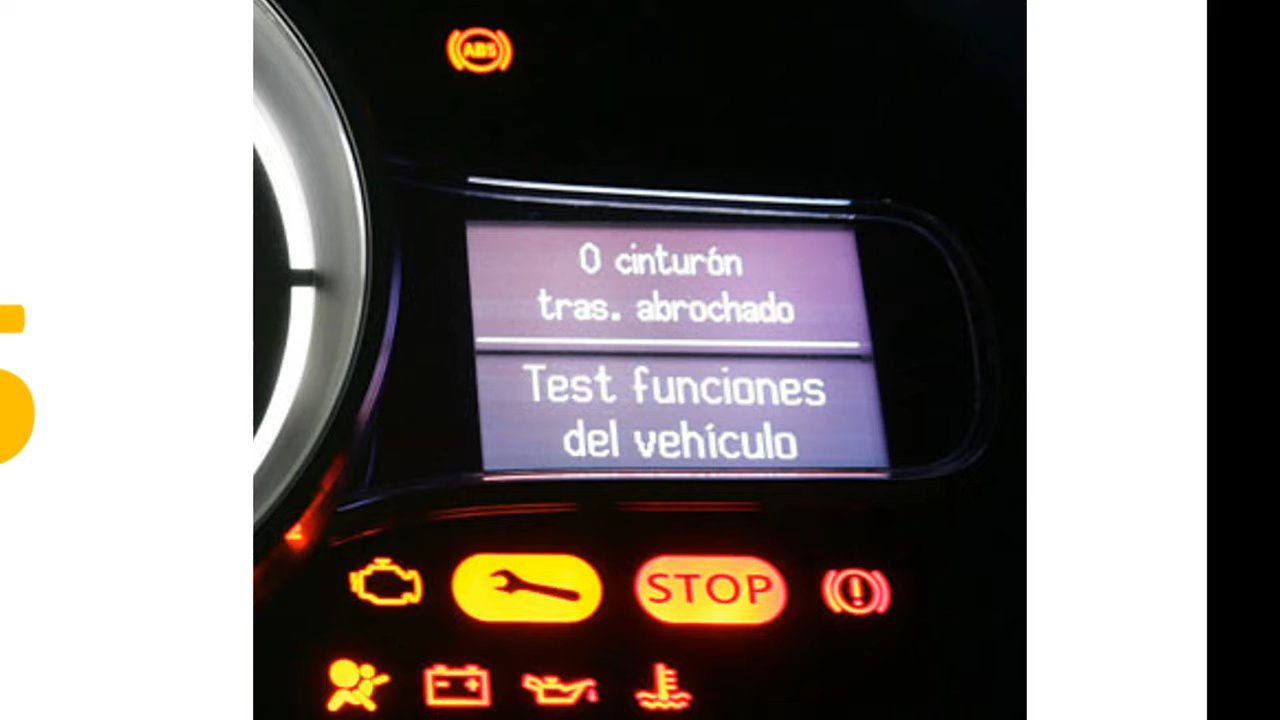 ABS
0 cinturón
tras. abrochado
Test funciones
del vehículo
STOP